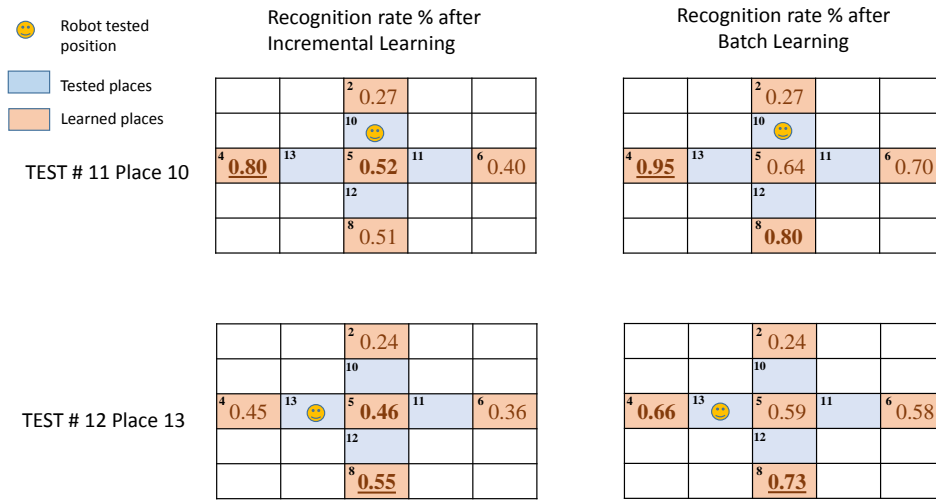 Recognition rate % after
Incremental Learning
Recognition rate % after
Batch Learning
Robot tested
position
Tested places
Learned places
TEST # 11 Place 10
2 0.27
10
4 0.80 13 5 0.52 11 6 0.40
12
8 0.51
2 0.27
10
4 0.95 13 5 0.64 11 6 0.70
12
8 0.80
TEST # 12 Place 13
2 0.24
10
4 0.45 13 5 0.46 11 6 0.36
12
8 0.55
2 0.24
10
4 0.66 13 5 0.59 11 6 0.58
12
8 0.73